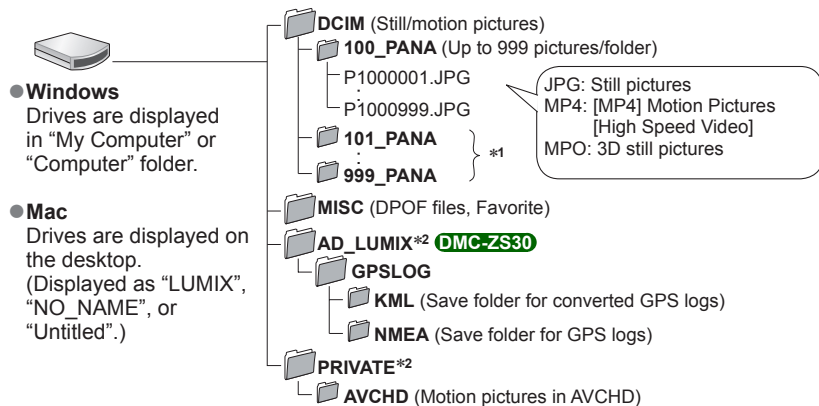 ●Windows
Drives are displayed
in “My Computer” or
“Computer” folder.
●Mac
Drives are displayed on
the desktop.
(Displayed as “LUMIX”,
“NO_NAME”, or
“Untitled”.)
DCIM (Still/motion pictures)
100_PANA (Up to 999 pictures/folder)
P1000001.JPG
P1000999.JPG
101_PANA
999_PANA
*1
JPG: Still pictures
MP4: [MP4] Motion Pictures
[High Speed Video]
MPO: 3D still pictures
MISC (DPOF files, Favorite)
AD_LUMIX*2 DMC-ZS30
GPSLOG
KML (Save folder for converted GPS logs)
NMEA (Save folder for GPS logs)
PRIVATE*2
AVCHD (Motion pictures in AVCHD)